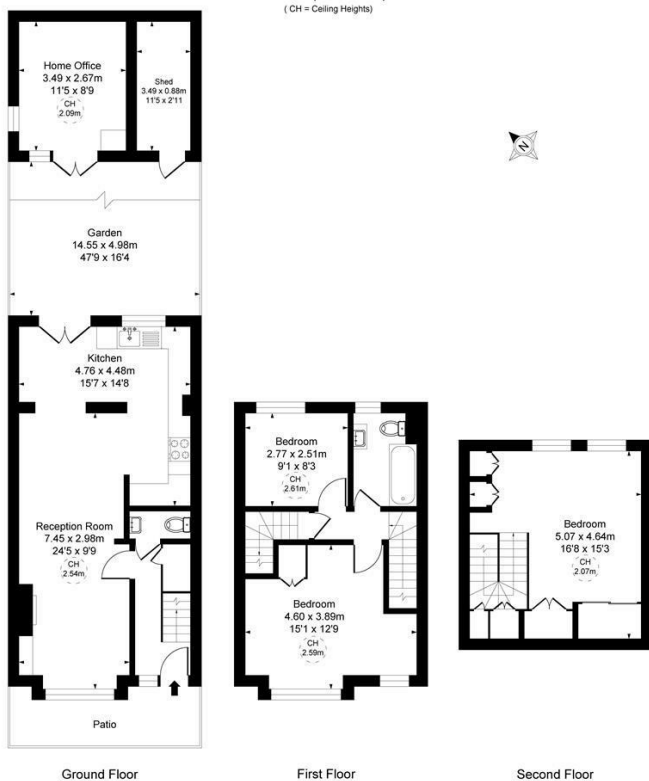 ( CH = Ceiling Heights)
Home Office
3.49 x 2.67m
11'5 x 8'9
CH
2.09m
Shed
3.49 x 0.88m
11'5 x 2'11
N
Garden
14.55 x 4.98m
47'9 x 16'4
Kitchen
4.76 x 4.48m
15'7 x 14'8
Reception Room
7.45 x 2.98m
24'5 x 9'9
CH
2.54m
Patio
Ground Floor
Bedroom
2.77 x 2.51m
9'1 x 8'3
CH
2.61m
Bedroom
4.60 x 3.89m
15'1 x 12'9
CH
2.59m
First Floor
Bedroom
5.07 x 4.64m
16'8 x 15'3
CH
2.07m
Second Floor